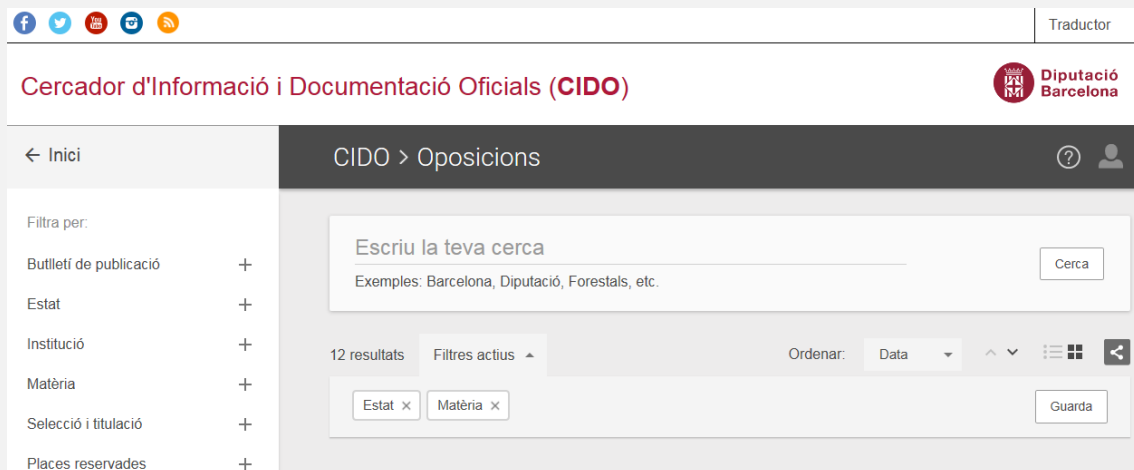 Traductor
Cercador d'Informació i Documentació Oficials (CIDO)
Diputació
Barcelona
← Inici
CIDO > Oposicions
Filtra per:
Butlletí de publicació +
Estat +
Institució +
Matèria +
Selecció i titulació +
Places reservades +
Escriu la teva cerca
Exemples: Barcelona, Diputació, Forestals, etc.
Cerca
12 resultats Filtres actius Ordenar: Data
Estat × Matèria × Guarda